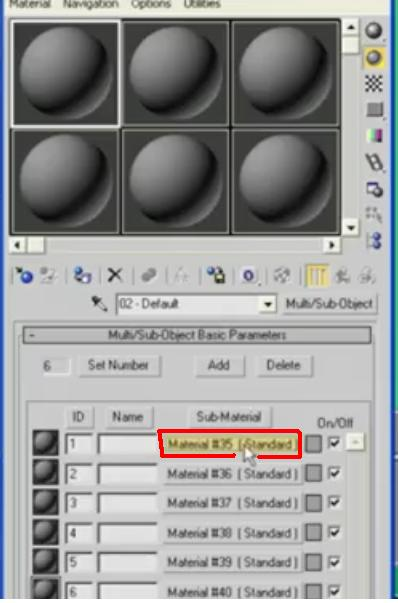 Material Navigation Options Utilities
02 - Default Multi/Sub-Object
- Multi/Sub-Object Basic Parameters
6 Set Number Add Delete
ID Name Sub-Material On/Off
1 Material #35 ( Standard )
2 Material #36 ( Standard )
3 Material #37 ( Standard )
4 Material #38 ( Standard )
5 Material #39 ( Standard )
6 Material #40 ( Standard )